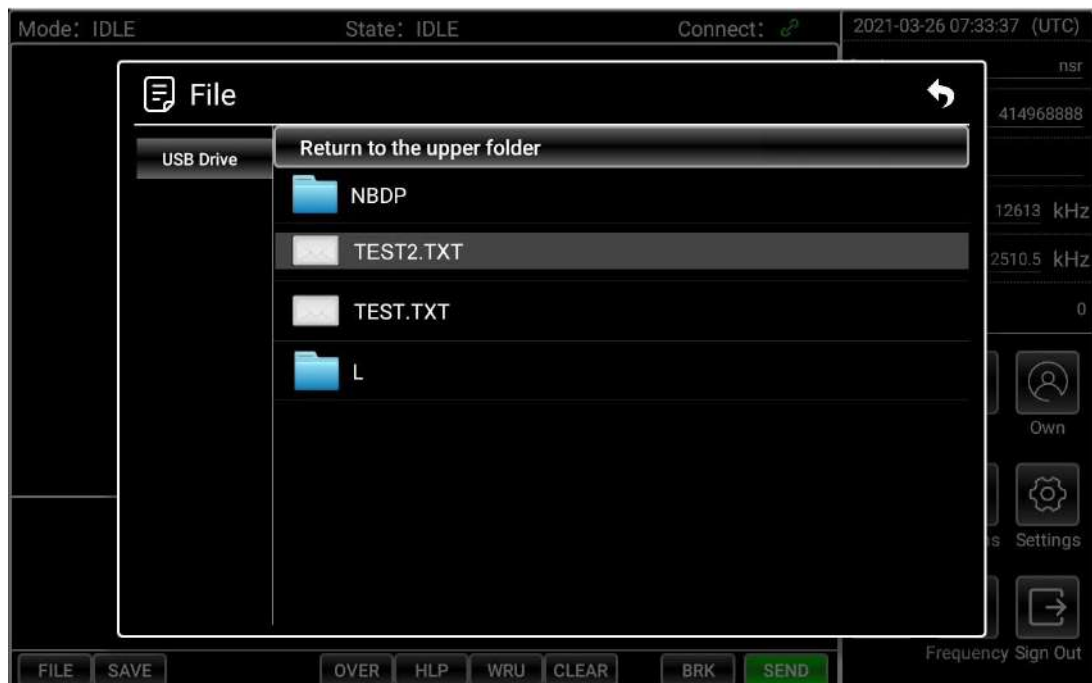 Mode: IDLE State: IDLE Connect: 2021-03-26 07:33:37 (UTC)
nsr
File
414968888
USB Drive
Return to the upper folder
NBDP
12613 kHz
TEST2.TXT
2510.5 kHz
TEST.TXT
0
L
Own
Settings
Frequency Sign Out
FILE SAVE OVER HLP WRU CLEAR BRK SEND